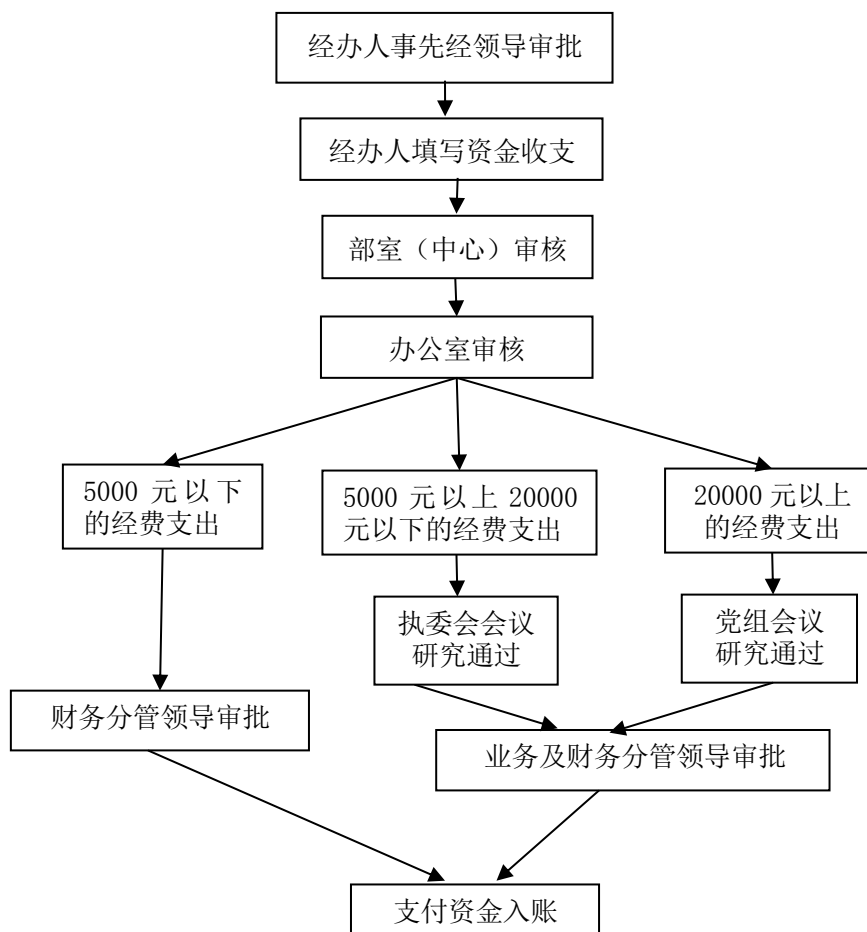 经办人事先经领导审批
经办人填写资金收支
部室（中心）审核
办公室审核
5000 元以下
的经费支出
5000 元以上 20000
元以下的经费支出
20000 元以上
的经费支出
执委会会议
研究通过
党组会议
研究通过
财务分管领导审批
业务及财务分管领导审批
支付资金入账